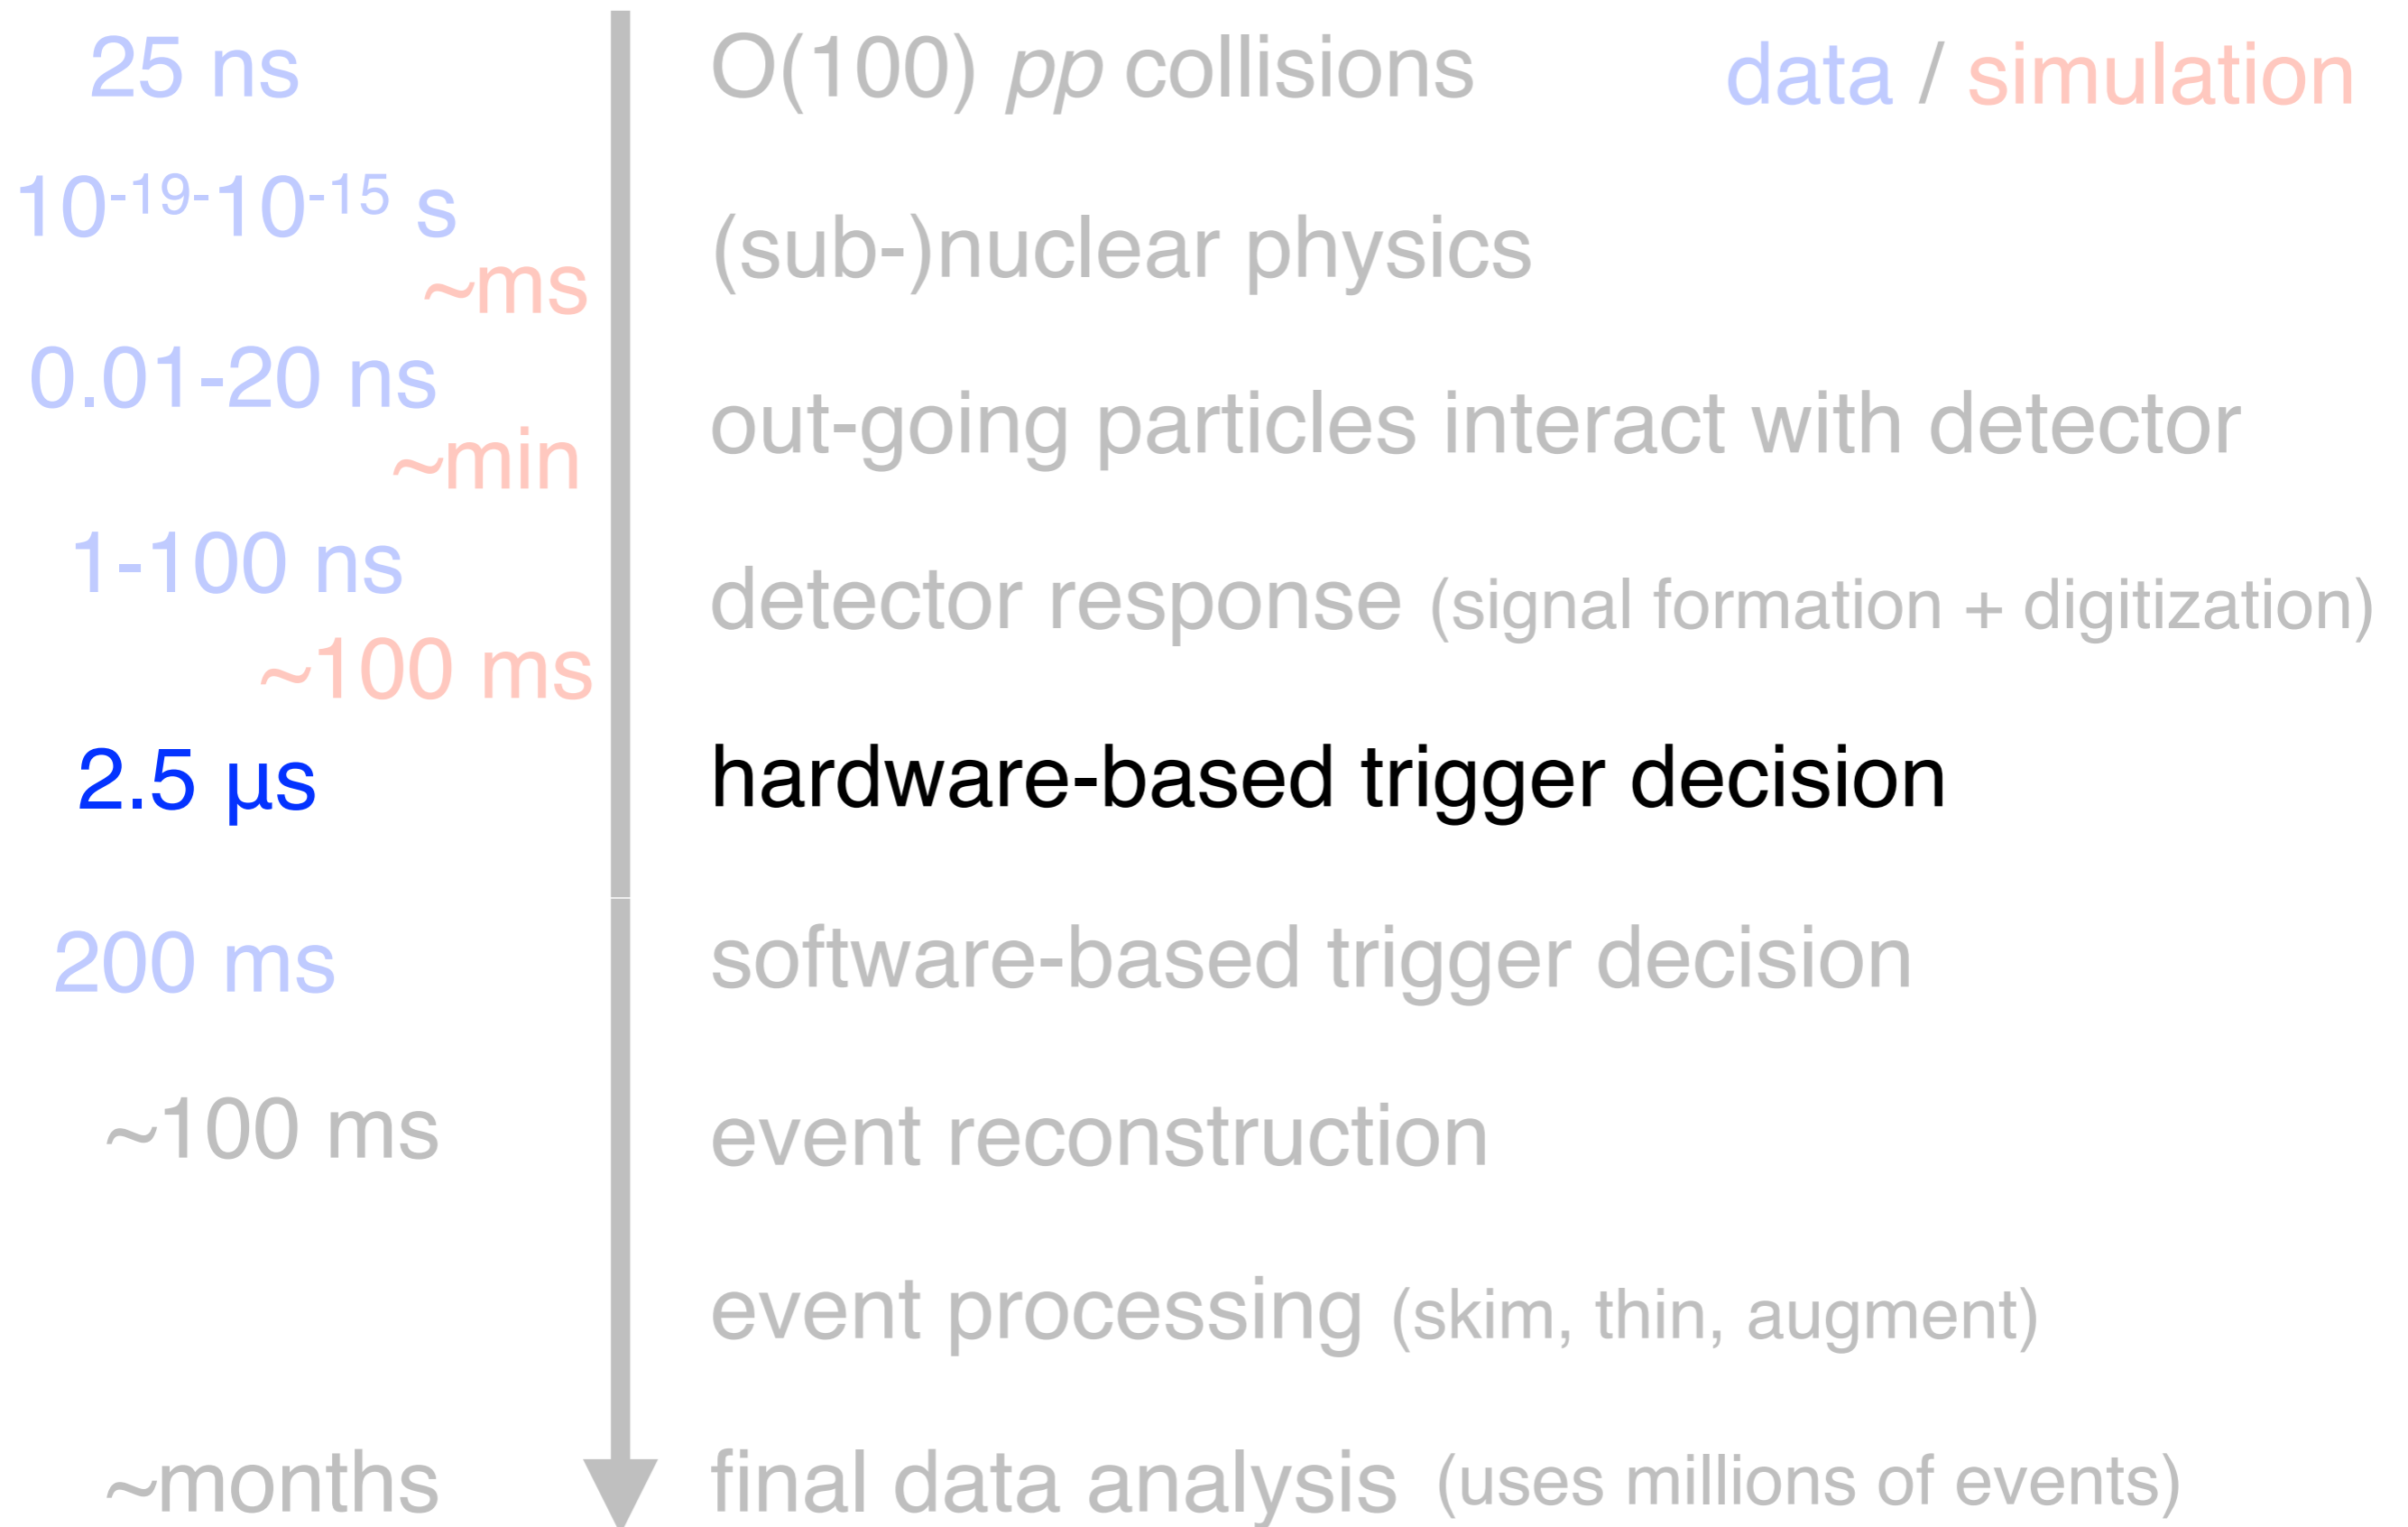 25 ns O(100) pp collisions data / simulation
10⁻¹⁹-10⁻¹⁵ s
(sub-)nuclear physics
~ms
0.01-20 ns
out-going particles interact with detector
~min
1-100 ns
detector response (signal formation + digitization)
~100 ms
2.5 µs hardware-based trigger decision
200 ms software-based trigger decision
~100 ms event reconstruction
event processing (skim, thin, augment)
~months final data analysis (uses millions of events)